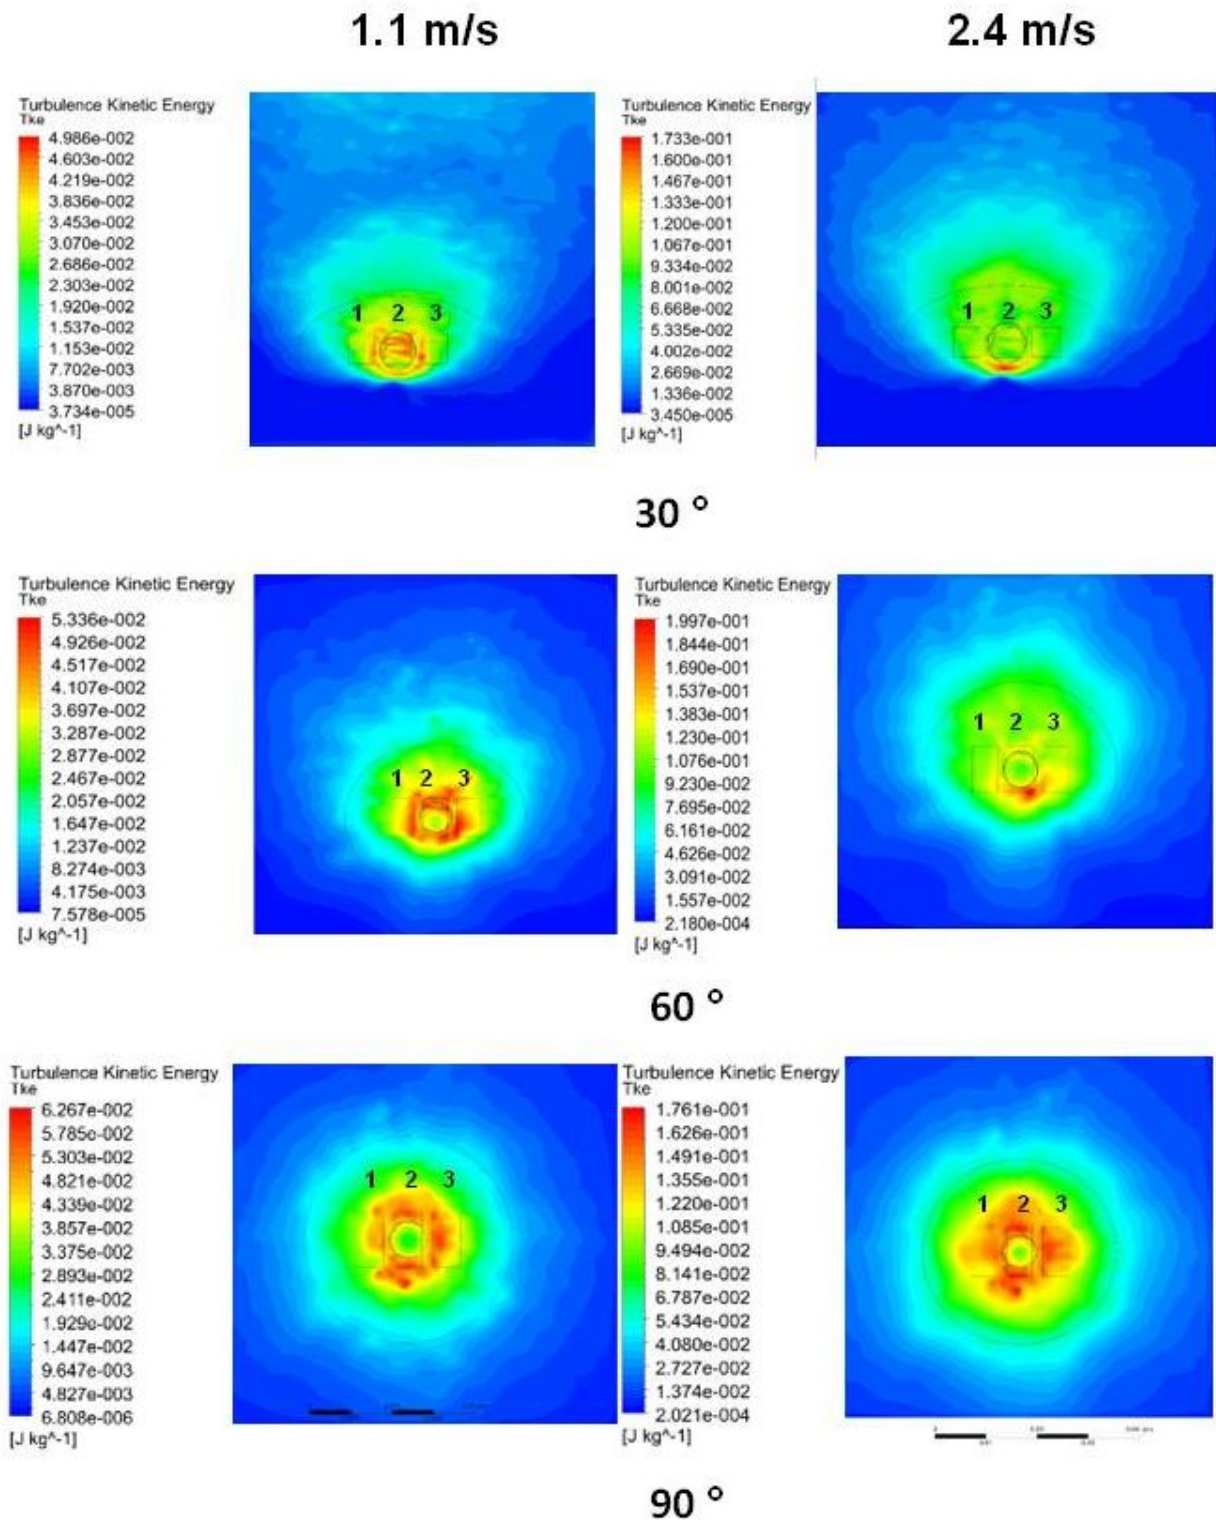 1.1 m/s
2.4 m/s
Turbulence Kinetic Energy
Tke
4.986e-002
4.603e-002
4.219e-002
3.836e-002
3.453e-002
3.070e-002
2.686e-002
2.303e-002
1.920e-002
1.537e-002
1.153e-002
7.702e-003
3.870e-003
3.734e-005
[J kg^-1]
1 2 3
Turbulence Kinetic Energy
Tke
1.733e-001
1.600e-001
1.467e-001
1.333e-001
1.200e-001
1.067e-001
9.334e-002
8.001e-002
6.668e-002
5.335e-002
4.002e-002
2.669e-002
1.336e-002
3.450e-005
[J kg^-1]
1 2 3
30 °
Turbulence Kinetic Energy
Tke
5.336e-002
4.926e-002
4.517e-002
4.107e-002
3.697e-002
3.287e-002
2.877e-002
2.467e-002
2.057e-002
1.647e-002
1.237e-002
8.274e-003
4.175e-003
7.578e-005
[J kg^-1]
1 2 3
Turbulence Kinetic Energy
Tke
1.997e-001
1.844e-001
1.690e-001
1.537e-001
1.383e-001
1.230e-001
1.076e-001
9.230e-002
7.695e-002
6.161e-002
4.626e-002
3.091e-002
1.557e-002
2.180e-004
[J kg^-1]
1 2 3
60 °
Turbulence Kinetic Energy
Tke
6.267e-002
5.785e-002
5.303e-002
4.821e-002
4.339e-002
3.857e-002
3.375e-002
2.893e-002
2.411e-002
1.929e-002
1.447e-002
9.647e-003
4.827e-003
6.808e-006
[J kg^-1]
1 2 3
Turbulence Kinetic Energy
Tke
1.761e-001
1.626e-001
1.491e-001
1.355e-001
1.220e-001
1.085e-001
9.494e-002
8.141e-002
6.787e-002
5.434e-002
4.080e-002
2.727e-002
1.374e-002
2.021e-004
[J kg^-1]
1 2 3
90 °